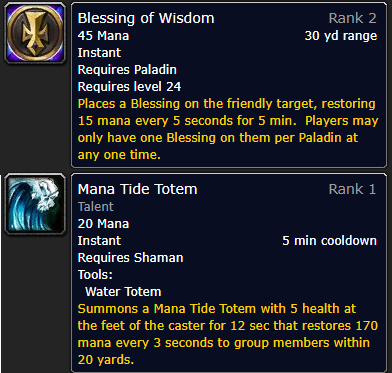 Blessing of Wisdom Rank 2
45 Mana 30 yd range
Instant
Requires Paladin
Requires level 24
Places a Blessing on the friendly target, restoring
15 mana every 5 seconds for 5 min. Players may
only have one Blessing on them per Paladin at
any one time.
Mana Tide Totem Rank 1
Talent
20 Mana
Instant 5 min cooldown
Requires Shaman
Tools:
Water Totem
Summons a Mana Tide Totem with 5 health at
the feet of the caster for 12 sec that restores 170
mana every 3 seconds to group members within
20 yards.